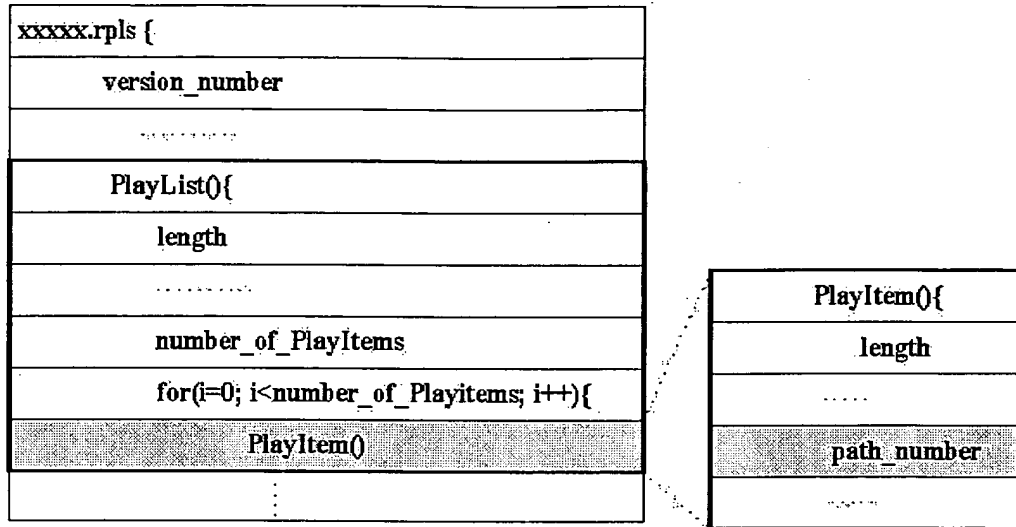 xxxxx.rpls {
version_number
..........
PlayList(){
length
..........
number_of_PlayItems
for(i=0; i<number_of_Playitems; i++){
PlayItem()
PlayItem(){
length
.....
path_number
......